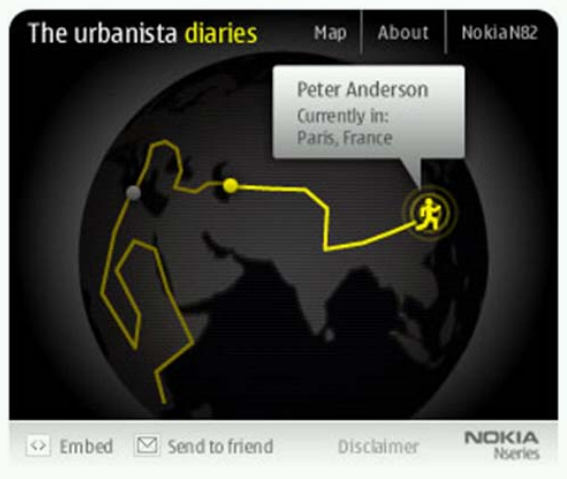 The urbanista diaries
Map
About
NokiaN82
Peter Anderson
Currently in:
Paris, France
<> Embed
Send to friend
Disclaimer
NOKIA
Nseries